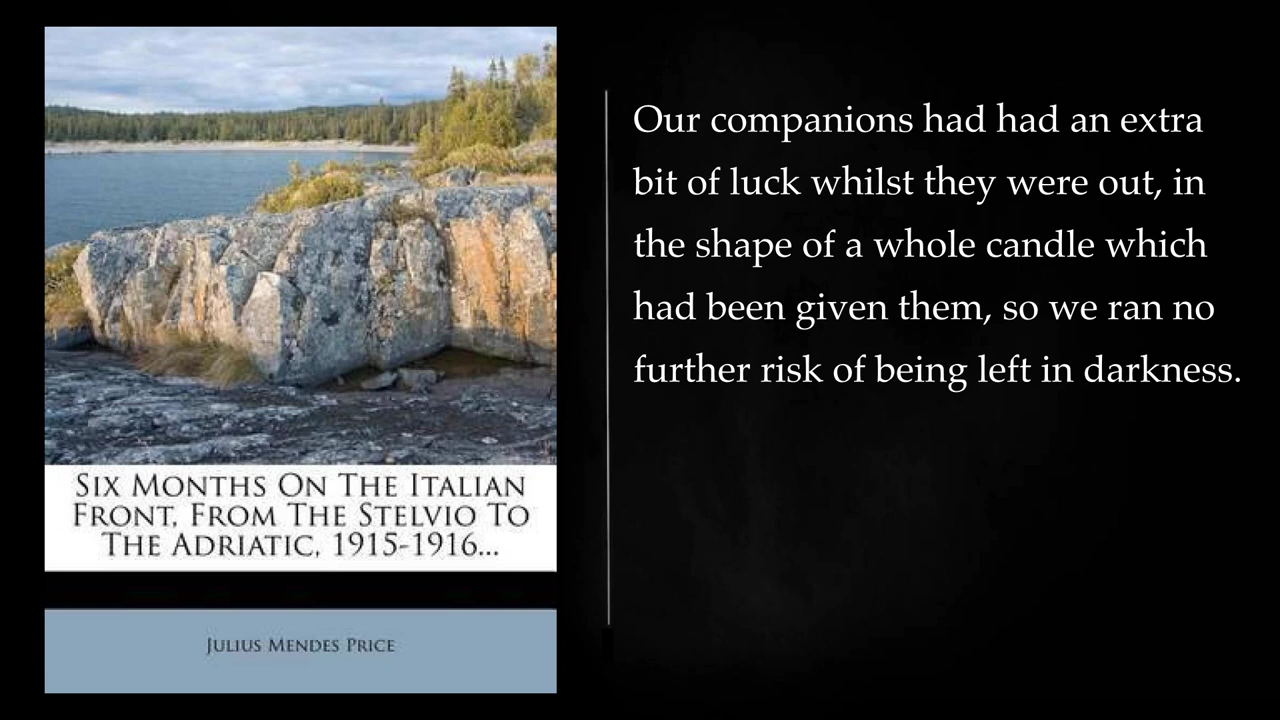 Six Months On The Italian
Front, From The Stelvio To
The Adriatic, 1915-1916...
Julius Mendes Price
Our companions had had an extra
bit of luck whilst they were out, in
the shape of a whole candle which
had been given them, so we ran no
further risk of being left in darkness.